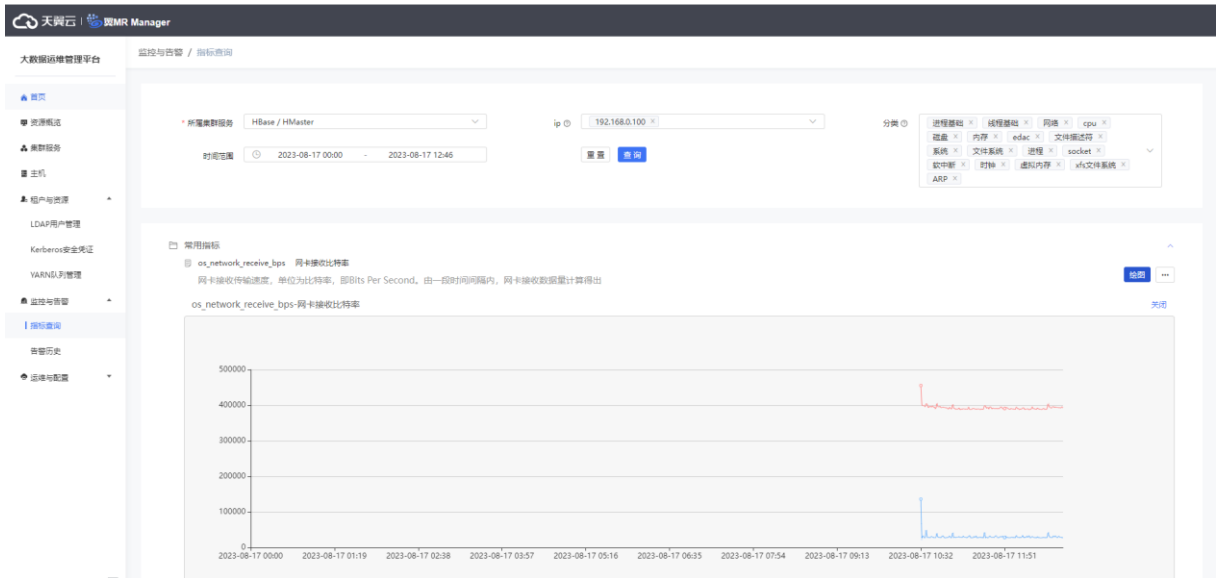 天翼云 翼MR Manager
大数据运维管理平台
监控与告警 / 指标查询
首页
资源概览
集群服务
主机
租户与资源
LDAP用户管理
Kerberos安全凭证
YARN队列管理
监控与告警
指标查询
告警历史
运维与配置
* 所属集群服务 HBase / HMaster
ip 192.168.0.100 ×
分类 进程基础 × 线程基础 × 网络 × cpu ×
磁盘 × 内存 × edac × 文件描述符 ×
系统 × 文件系统 × 进程 × socket ×
软中断 × 时钟 × 虚拟内存 × xfs文件系统 ×
ARP ×
时间范围 2023-08-17 00:00 - 2023-08-17 12:46
重置 查询
常用指标
os_network_receive_bps 网卡接收比特率
网卡接收传输速度，单位为比特率，即Bits Per Second。由一段时间间隔内，网卡接收数据量计算得出
绘图 ...
os_network_receive_bps-网卡接收比特率 关闭
500000
400000
300000
200000
100000
0
2023-08-17 00:00 2023-08-17 01:19 2023-08-17 02:38 2023-08-17 03:57 2023-08-17 05:16 2023-08-17 06:35 2023-08-17 07:54 2023-08-17 09:13 2023-08-17 10:32 2023-08-17 11:51